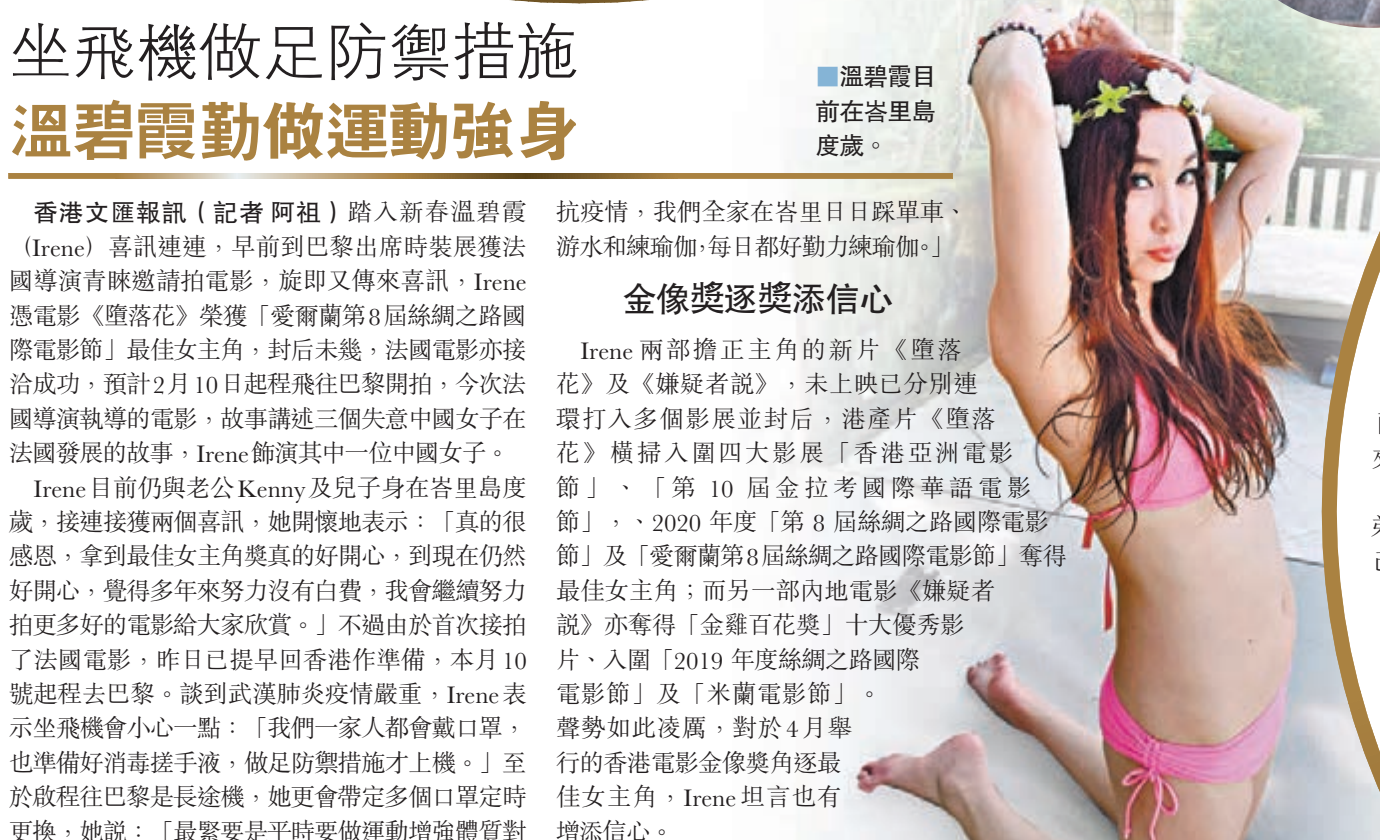 坐飛機做足防禦措施
溫碧霞勤做運動強身
■溫碧霞目
前在峇里島
度歲。
香港文匯報訊（記者 阿祖）踏入新春溫碧霞
（Irene）喜訊連連，早前到巴黎出席時裝展獲法
國導演青睞邀請拍電影，旋即又傳來喜訊，Irene
憑電影《墮落花》榮獲「愛爾蘭第8屆絲綢之路國
際電影節」最佳女主角，封后未幾，法國電影亦接
洽成功，預計2月10日起程飛往巴黎開拍，今次法
國導演執導的電影，故事講述三個失意中國女子在
法國發展的故事，Irene飾演其中一位中國女子。
Irene目前仍與老公Kenny及兒子身在峇里島度
歲，接連接獲兩個喜訊，她開懷地表示：「真的很
感恩，拿到最佳女主角獎真的好開心，到現在仍然
好開心，覺得多年來努力沒有白費，我會繼續努力
拍更多好的電影給大家欣賞。」不過由於首次接拍
了法國電影，昨日已提早回香港作準備，本月10
號起程去巴黎。談到武漢肺炎疫情嚴重，Irene表
示坐飛機會小心一點：「我們一家人都會戴口罩，
也準備好消毒搓手液，做足防禦措施才上機。」至
於啟程往巴黎是長途機，她更會帶定多個口罩定時
更換，她說：「最緊要是平時要做運動增強體質對
抗疫情，我們全家在峇里日日踩單車、
游水和練瑜伽，每日都好勤力練瑜伽。」
金像獎逐獎添信心
Irene 兩部擔正主角的新片《墮落
花》及《嫌疑者說》，未上映已分別連
環打入多個影展並封后，港產片《墮落
花》橫掃入圍四大影展「香港亞洲電影
節」、「第 10 屆金拉考國際華語電影
節」，、2020 年度「第 8 屆絲綢之路國際電影
節」及「愛爾蘭第8屆絲綢之路國際電影節」奪得
最佳女主角；而另一部內地電影《嫌疑者
說》亦奪得「金雞百花獎」十大優秀影
片、入圍「2019 年度絲綢之路國際
電影節」及「米蘭電影節」。
聲勢如此凌厲，對於4月舉
行的香港電影金像獎角逐最
佳女主角，Irene坦言也有
增添信心。